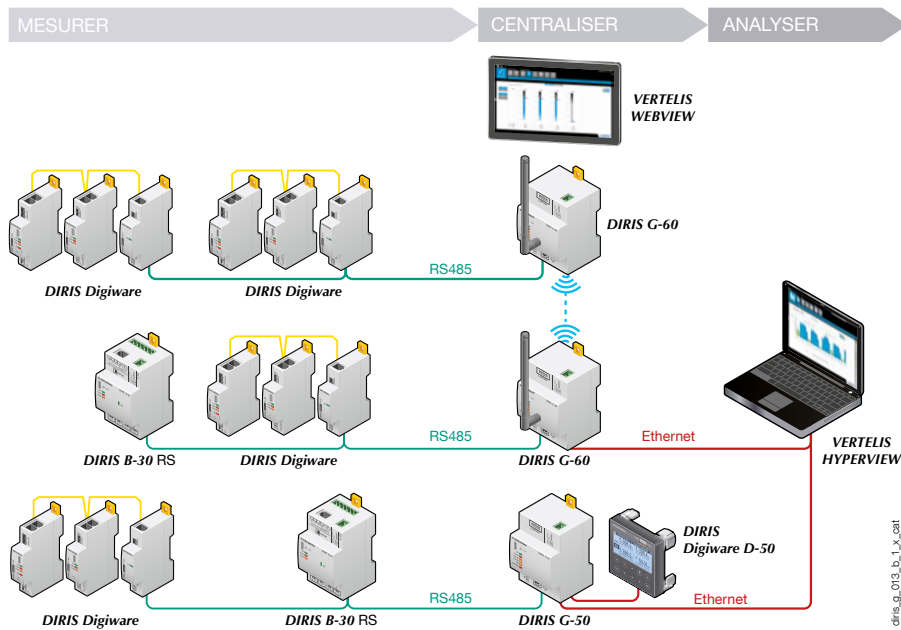 MESURER
CENTRALISER
ANALYSER
VERTELIS
WEBVIEW
DIRIS G-60
RS485
DIRIS Digiware
DIRIS Digiware
RS485
Ethernet
DIRIS B-30 RS
DIRIS Digiware
DIRIS G-60
VERTELIS
HYPERVIEW
DIRIS
Digiware D-50
RS485
Ethernet
DIRIS Digiware
DIRIS B-30 RS
DIRIS G-50
diris_g_013_b_1_x_cat